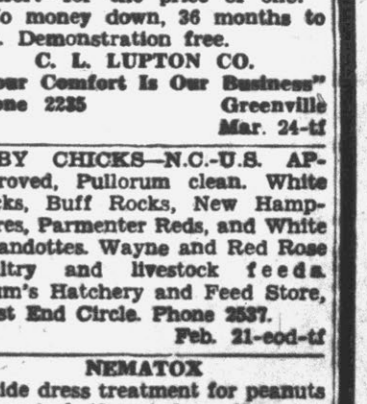 o money down, 36 months to
. Demonstration free.
C. L. LUPTON CO.
our Comfort Is Our Business"
one 2235 Greenville
Mar. 24-tf
BY CHICKS—N.C.-U.S. AP-
roved, Pullorum clean. White
cks, Buff Rocks, New Hamp-
res, Parmenter Reds, and White
andottes. Wayne and Red Rose
ltry and livestock feeds.
um's Hatchery and Feed Store,
st End Circle. Phone 2537.
Feb. 21-eod-tf
NEMATOX
ide dress treatment for peanuts